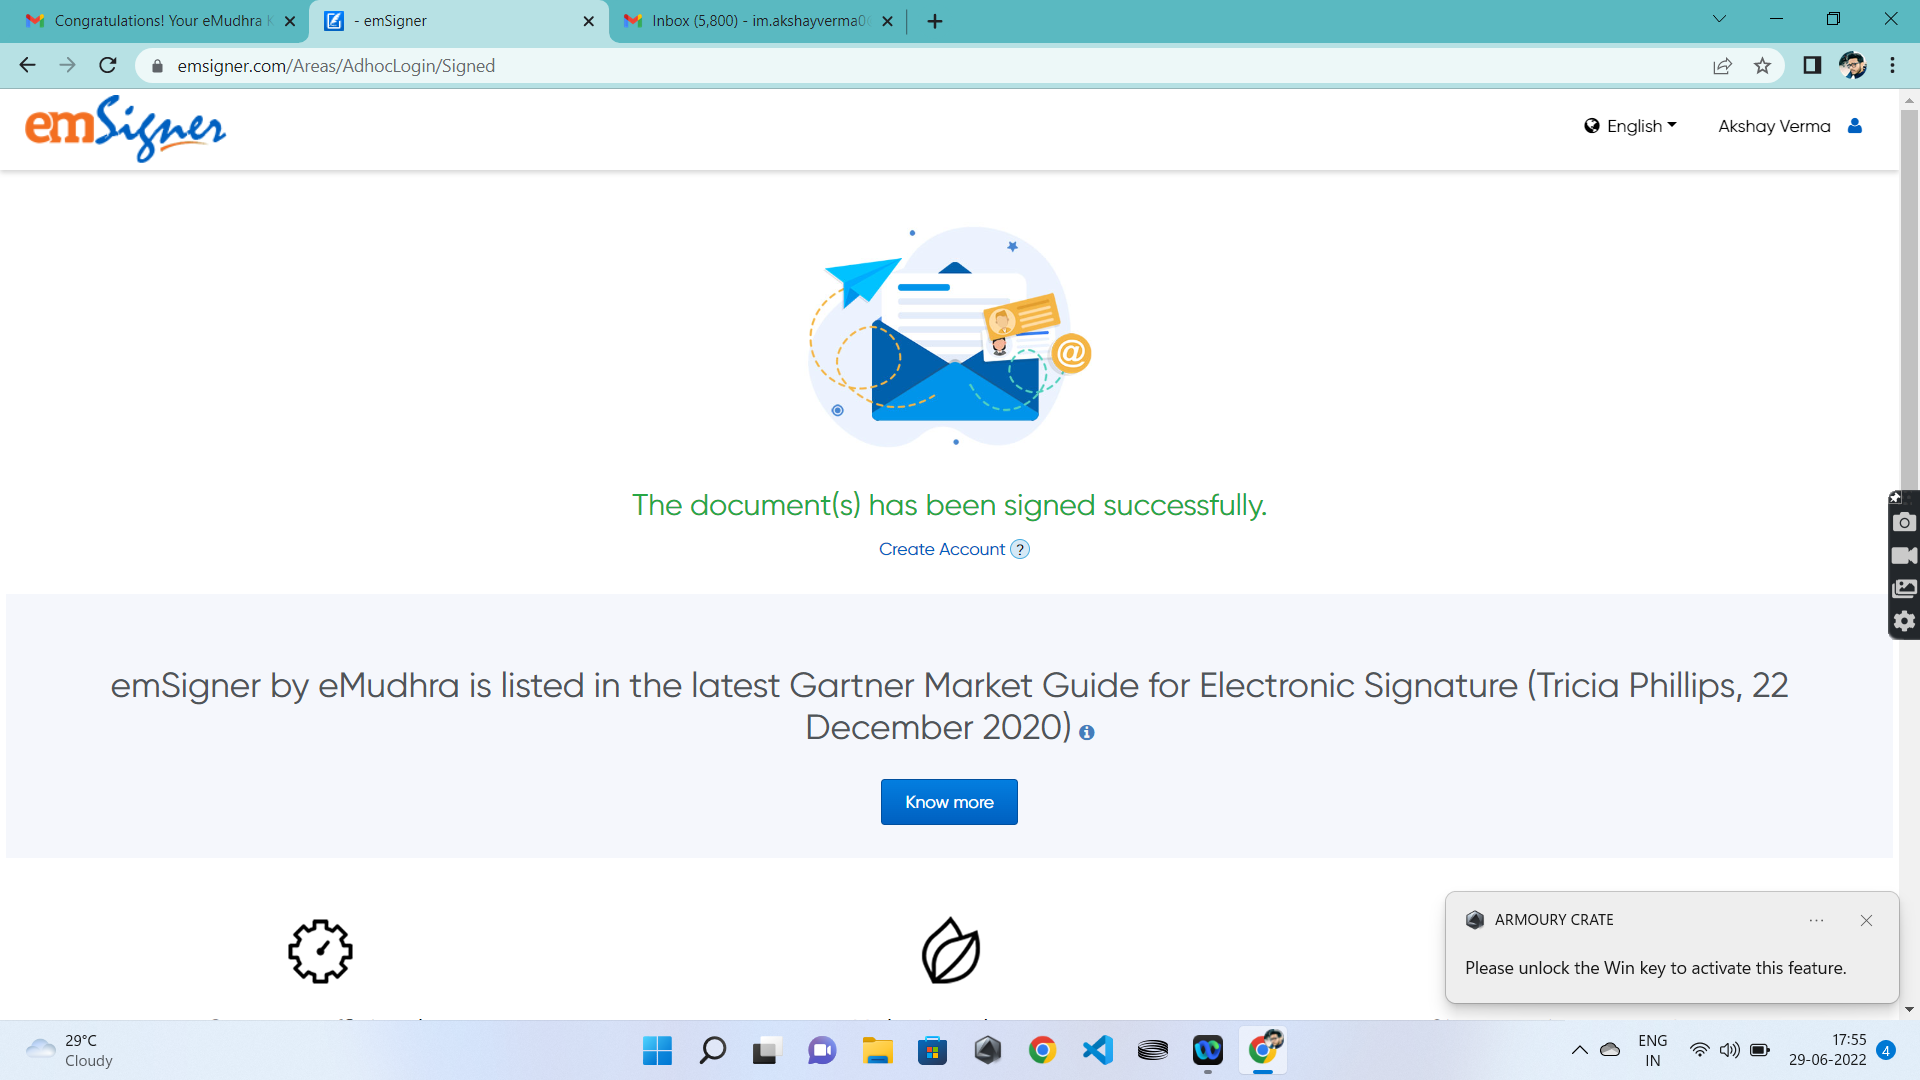 Congratulations! Your eMudhra K
- emSigner
Inbox (5,800) - im.akshayverma0
emsigner.com/Areas/AdhocLogin/Signed
emSigner
English
Akshay Verma
The document(s) has been signed successfully.
Create Account ?
emSigner by eMudhra is listed in the latest Gartner Market Guide for Electronic Signature (Tricia Phillips, 22
December 2020)
Know more
ARMOURY CRATE
Please unlock the Win key to activate this feature.
29°C
Cloudy
ENG
IN
17:55
29-06-2022
4